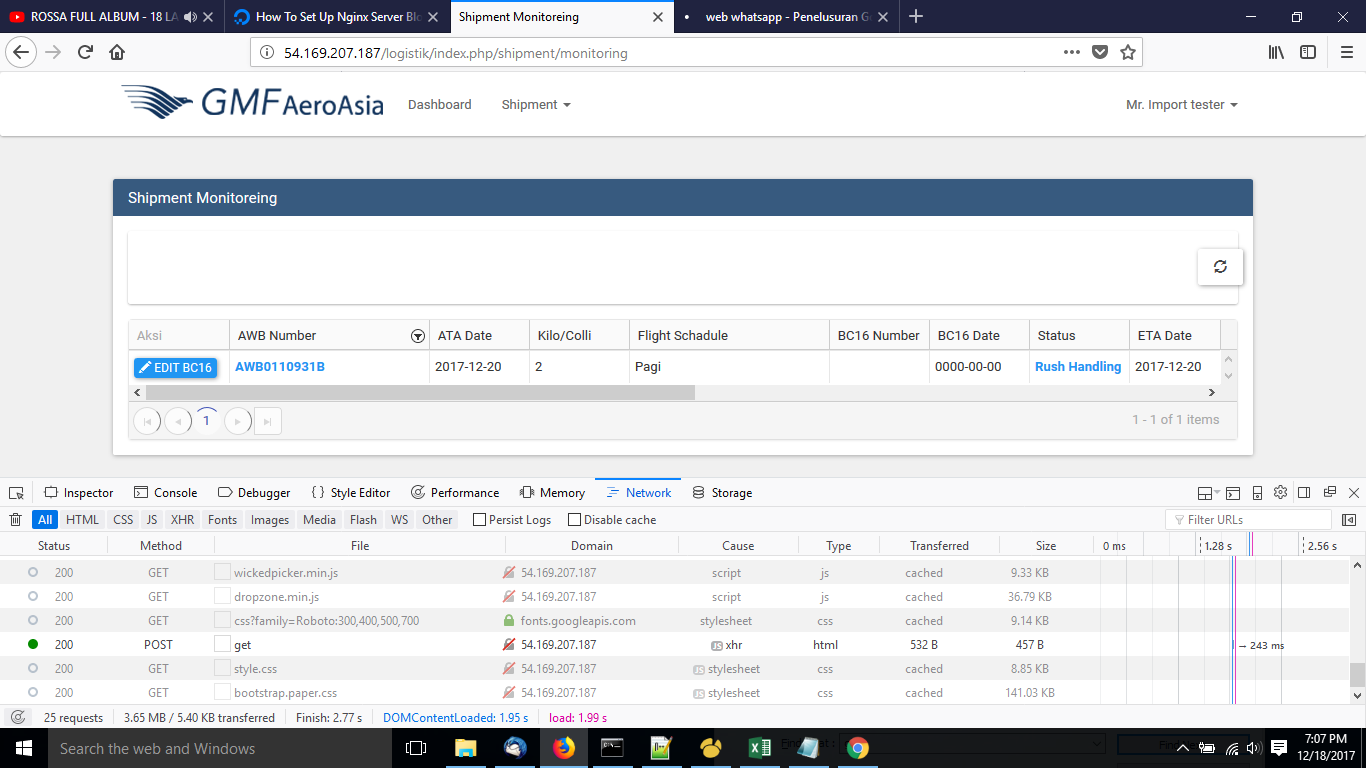 ROSSA FULL ALBUM - 18 LA
How To Set Up Nginx Server Blo
Shipment Monitoreing
web whatsapp - Penelusuran Go
54.169.207.187/logistik/index.php/shipment/monitoring
GMF AeroAsia
Dashboard
Shipment
Mr. Import tester
Shipment Monitoreing
Aksi AWB Number ATA Date Kilo/Colli Flight Schadule BC16 Number BC16 Date Status ETA Date
EDIT BC16 AWB0110931B 2017-12-20 2 Pagi 0000-00-00 Rush Handling 2017-12-20
1
1 - 1 of 1 items
Inspector Console Debugger {} Style Editor Performance Memory Network Storage
All HTML CSS JS XHR Fonts Images Media Flash WS Other Persist Logs Disable cache Filter URLs
Status Method File Domain Cause Type Transferred Size 0 ms 1.28 s 2.56 s
200 GET wickedpicker.min.js 54.169.207.187 script js cached 9.33 KB
200 GET dropzone.min.js 54.169.207.187 script js cached 36.79 KB
200 GET css?family=Roboto:300,400,500,700 fonts.googleapis.com stylesheet css cached 9.14 KB
200 POST get 54.169.207.187 JS xhr html 532 B 457 B → 243 ms
200 GET style.css 54.169.207.187 JS stylesheet css cached 8.85 KB
200 GET bootstrap.paper.css 54.169.207.187 JS stylesheet css cached 141.03 KB
25 requests 3.65 MB / 5.40 KB transferred Finish: 2.77 s DOMContentLoaded: 1.95 s load: 1.99 s
Search the web and Windows
7:07 PM
12/18/2017